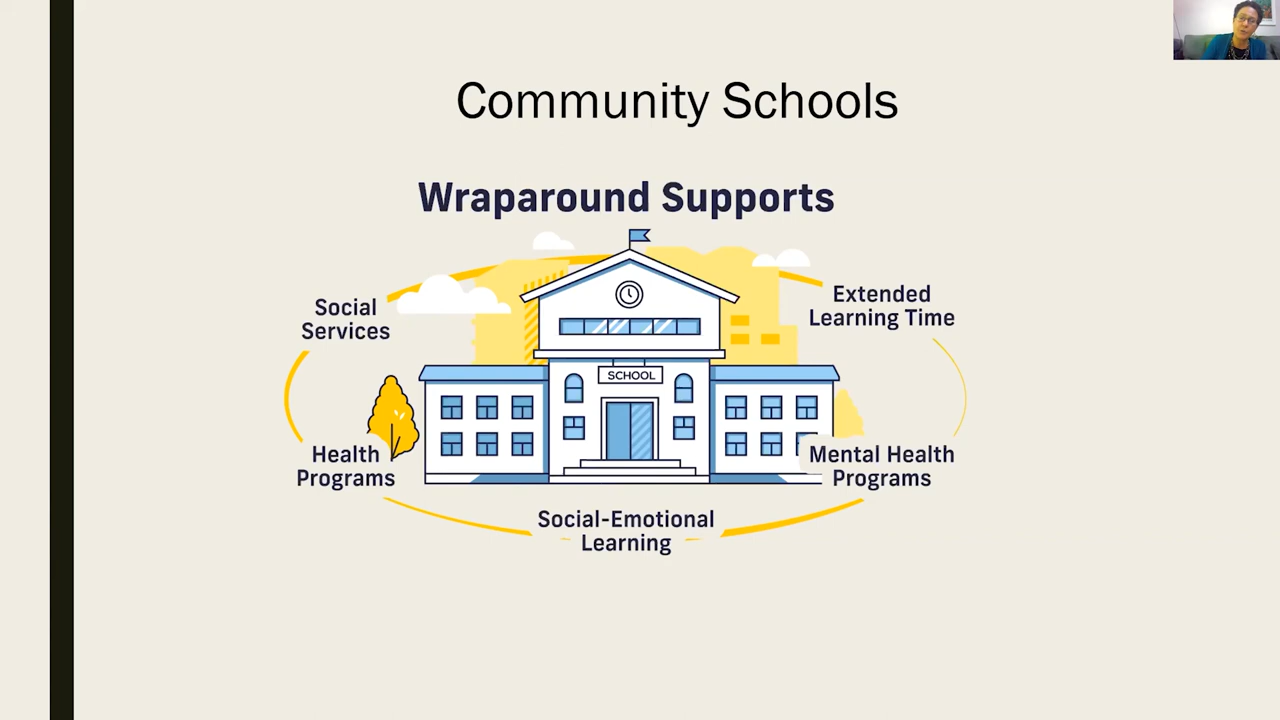 Community Schools
Wraparound Supports
Social
Services
Extended
Learning Time
SCHOOL
Health
Programs
Mental Health
Programs
Social-Emotional
Learning